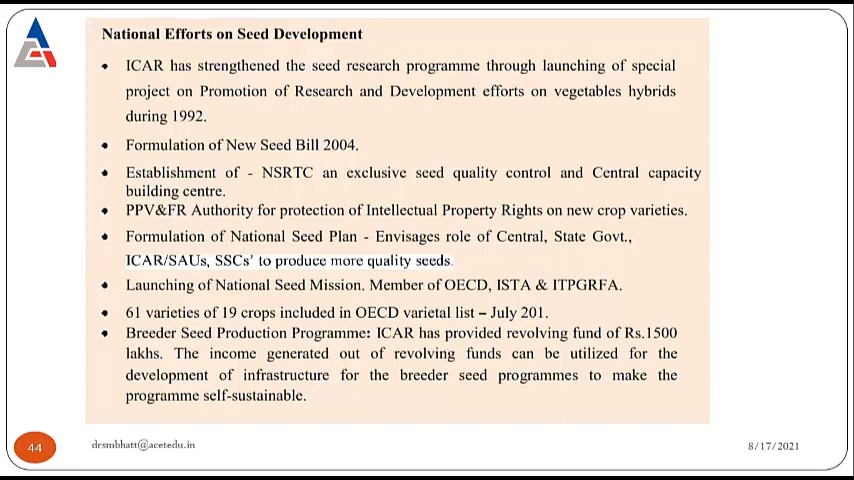 National Efforts on Seed Development
• ICAR has strengthened the seed research programme through launching of special
project on Promotion of Research and Development efforts on vegetables hybrids
during 1992.
• Formulation of New Seed Bill 2004.
• Establishment of - NSRTC an exclusive seed quality control and Central capacity
building centre.
• PPV&FR Authority for protection of Intellectual Property Rights on new crop varieties.
• Formulation of National Seed Plan - Envisages role of Central, State Govt.,
ICAR/SAUs, SSCs' to produce more quality seeds.
• Launching of National Seed Mission. Member of OECD, ISTA & ITPGRFA.
• 61 varieties of 19 crops included in OECD varietal list – July 201.
• Breeder Seed Production Programme: ICAR has provided revolving fund of Rs.1500
lakhs. The income generated out of revolving funds can be utilized for the
development of infrastructure for the breeder seed programmes to make the
programme self-sustainable.
44
drsmbhatt@acetedu.in
8/17/2021